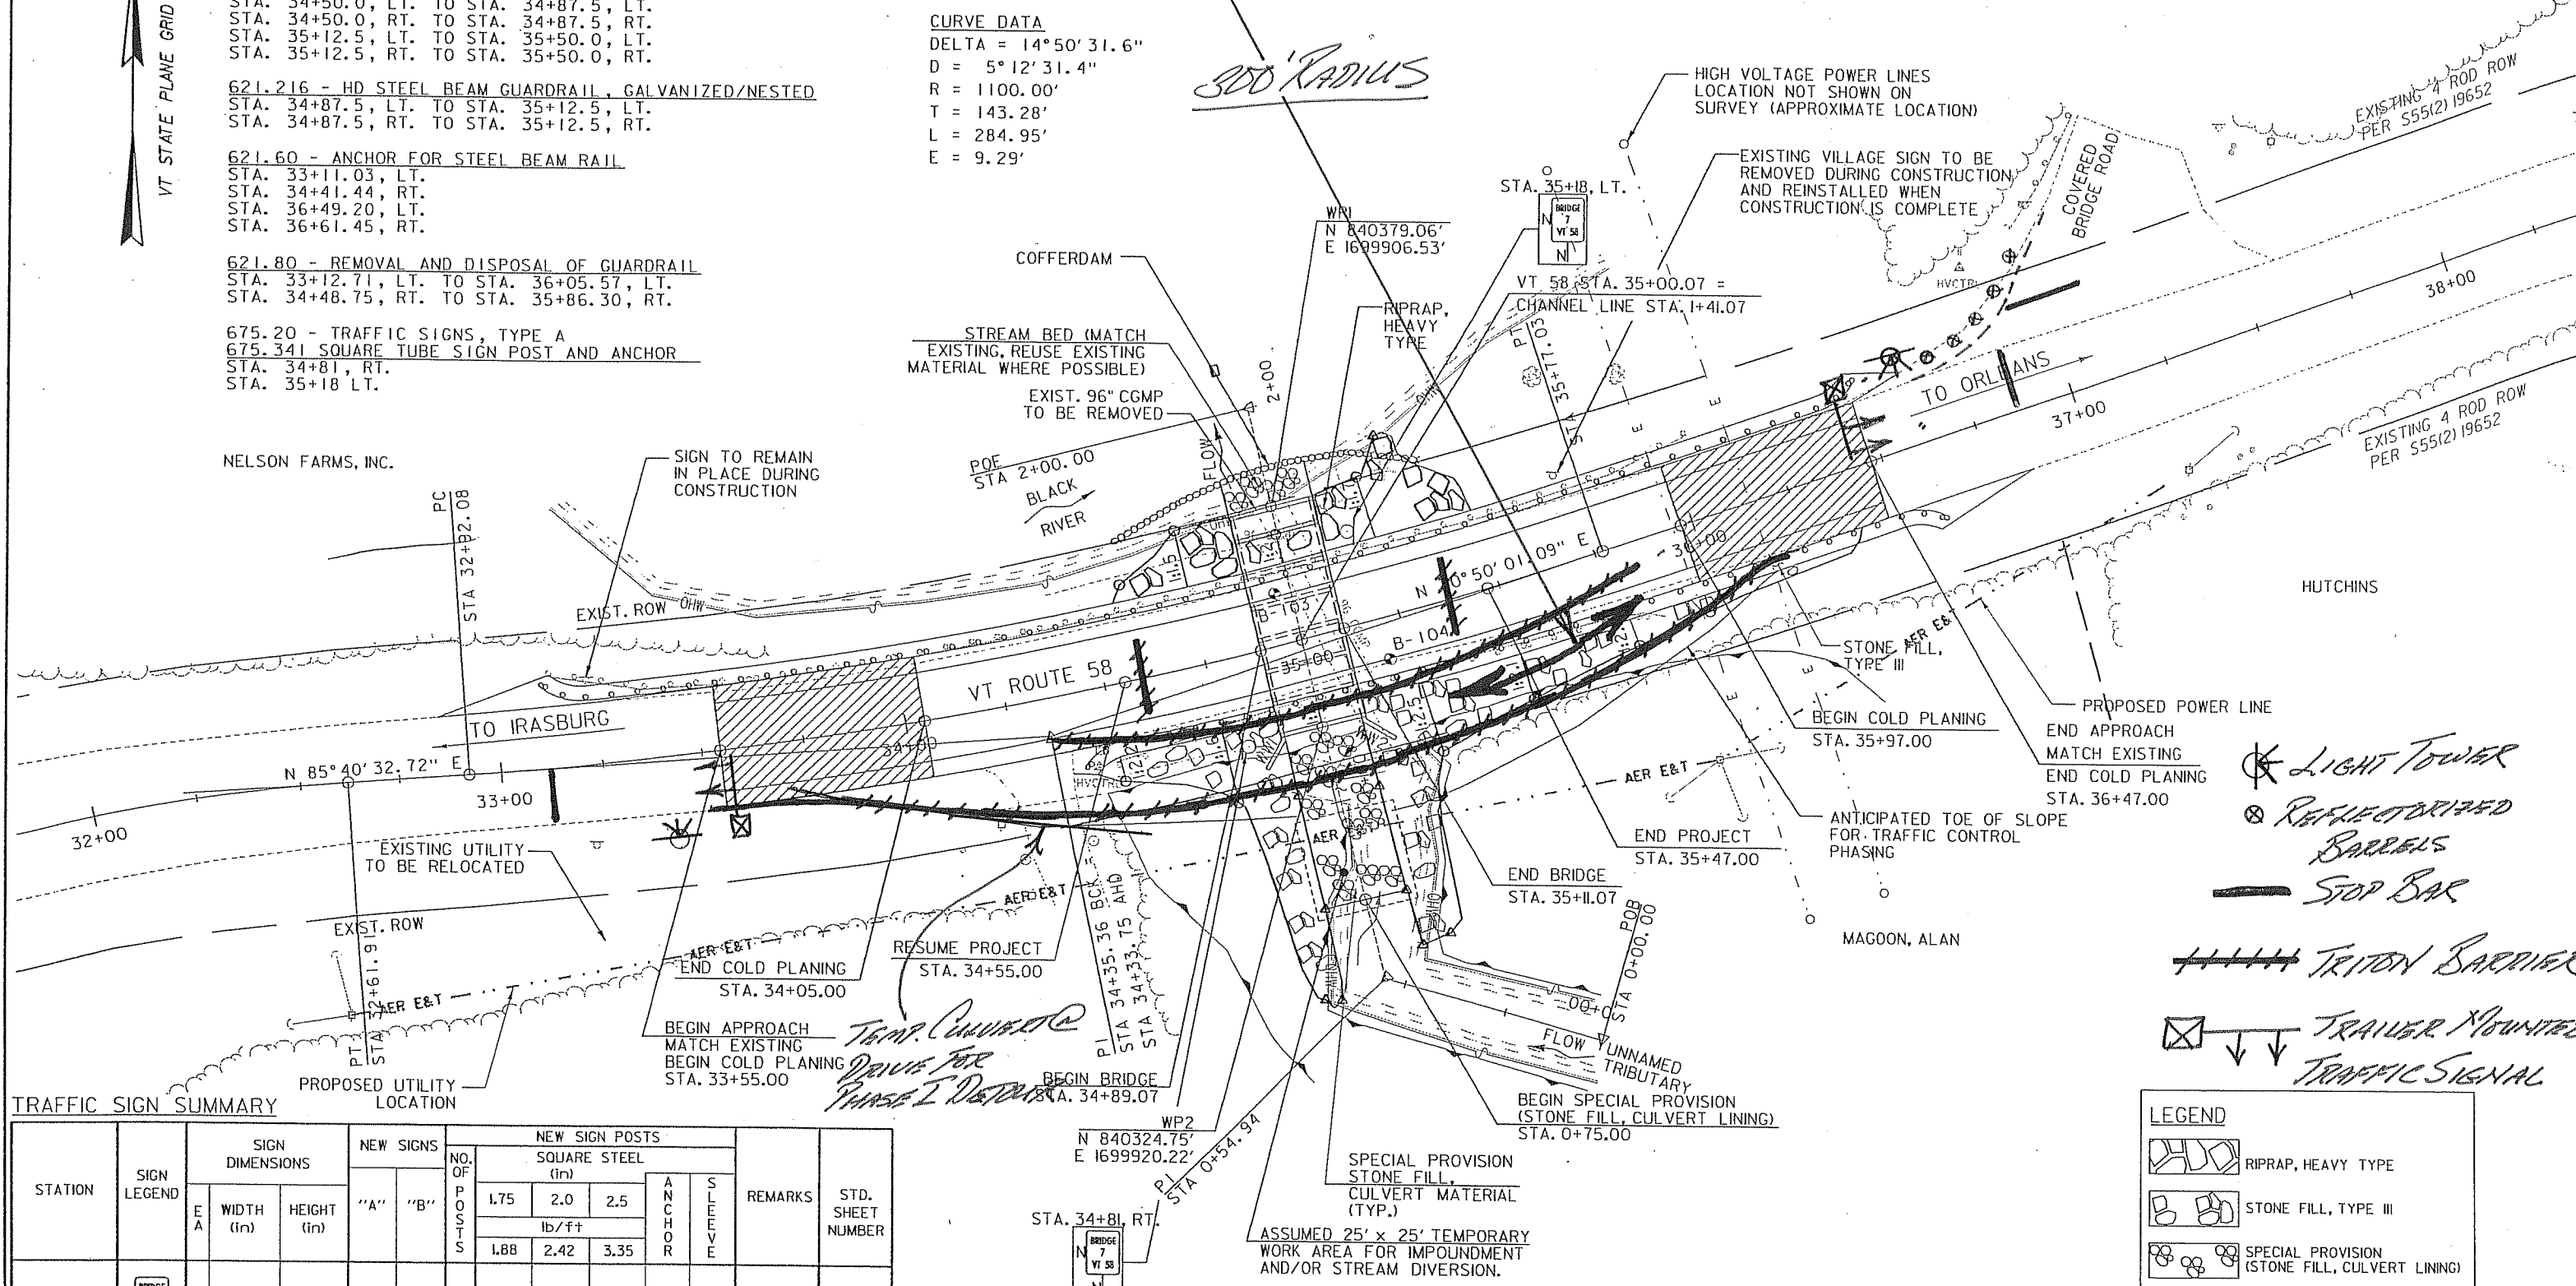 STA. 34+50.0, LT. TO STA. 34+87.5, LT.
STA. 34+50.0, RT. TO STA. 34+87.5, RT.
STA. 35+12.5, LT. TO STA. 35+50.0, LT.
STA. 35+12.5, RT. TO STA. 35+50.0, RT.
621.216 - HD STEEL BEAM GUARDRAIL, GALVANIZED/NESTED
STA. 34+87.5, LT. TO STA. 35+12.5, LT.
STA. 34+87.5, RT. TO STA. 35+12.5, RT.
621.60 - ANCHOR FOR STEEL BEAM RAIL
STA. 33+11.03, LT.
STA. 34+41.44, RT.
STA. 36+49.20, LT.
STA. 36+61.45, RT.
621.80 - REMOVAL AND DISPOSAL OF GUARDRAIL
STA. 33+12.71, LT. TO STA. 36+05.57, LT.
STA. 34+48.75, RT. TO STA. 35+86.30, RT.
675.20 - TRAFFIC SIGNS, TYPE A
675.341 SQUARE TUBE SIGN POST AND ANCHOR
STA. 34+81, RT.
STA. 35+18 LT.
VT STATE PLANE GRID
CURVE DATA
DELTA = 14°50'31.6"
D = 5°12'31.4"
R = 1100.00'
T = 143.28'
L = 284.95'
E = 9.29'
300' RADIUS
HIGH VOLTAGE POWER LINES
LOCATION NOT SHOWN ON
SURVEY (APPROXIMATE LOCATION)
EXISTING VILLAGE SIGN TO BE
REMOVED DURING CONSTRUCTION
AND REINSTALLED WHEN
CONSTRUCTION IS COMPLETE
EXISTING 4 ROD ROW
PER S55(2) 19652
COVERED
BRIDGE ROAD
STA. 35+18, LT.
BRIDGE
7
VT 58
N
N
WP1
N 840379.06'
E 1699906.53'
COFFERDAM
VT 58 STA. 35+00.07 =
CHANNEL LINE STA. 1+41.07
RIPRAP,
HEAVY
TYPE
STREAM BED (MATCH
EXISTING, REUSE EXISTING
MATERIAL WHERE POSSIBLE)
EXIST. 96" CGMP
TO BE REMOVED
2+00
PT
STA 35+77.03
HVCTRL
38+00
TO ORLEANS
37+00
EXISTING 4 ROD ROW
PER S55(2) 19652
NELSON FARMS, INC.
SIGN TO REMAIN
IN PLACE DURING
CONSTRUCTION
POE
STA 2+00.00
BLACK
RIVER
FLOW
PC
STA 32+92.08
EXIST. ROW
OHW
E
E
E
36+00
B-103
B-104
35+00
VT ROUTE 58
HUTCHINS
STONE FILL,
TYPE III
AER E&T
TO IRASBURG
N 85°40'32.72" E
33+00
34+00
32+00
HVCTRL
PROPOSED POWER LINE
BEGIN COLD PLANING
STA. 35+97.00
END APPROACH
MATCH EXISTING
END COLD PLANING
STA. 36+47.00
LIGHT TOWER
REFLECTORIZED
BARRELS
STOP BAR
TRITON BARRIER
TRAILER MOUNTED
TRAFFIC SIGNAL
AER E&T
ANTICIPATED TOE OF SLOPE
FOR TRAFFIC CONTROL
PHASING
END PROJECT
STA. 35+47.00
END BRIDGE
STA. 35+11.07
EXISTING UTILITY
TO BE RELOCATED
EXIST. ROW
AER E&T
AER E&T
AER E&T
MAGOON, ALAN
RESUME PROJECT
STA. 34+55.00
END COLD PLANING
STA. 34+05.00
PI
STA 34+35.36 BCK =
STA 34+33.75 AHD
PT
STA 32+61.91
BEGIN APPROACH
MATCH EXISTING
BEGIN COLD PLANING
STA. 33+55.00
TEMP. CULVERT @
DRIVE FOR
PHASE I DETOUR
BEGIN BRIDGE
STA. 34+89.07
PROPOSED UTILITY
LOCATION
POB
STA 0+00.00
FLOW
UNNAMED
TRIBUTARY
WP2
N 840324.75'
E 1699920.22'
PI
STA 0+54.94
BEGIN SPECIAL PROVISION
(STONE FILL, CULVERT LINING)
STA. 0+75.00
SPECIAL PROVISION
STONE FILL,
CULVERT MATERIAL
(TYP.)
ASSUMED 25' x 25' TEMPORARY
WORK AREA FOR IMPOUNDMENT
AND/OR STREAM DIVERSION.
STA. 34+81, RT.
BRIDGE
7
VT 58
N
N
TRAFFIC SIGN SUMMARY
STATION
SIGN
LEGEND
SIGN
DIMENSIONS
EA
WIDTH
(in)
HEIGHT
(in)
NEW SIGNS
"A"
"B"
NO.
OF
POSTS
NEW SIGN POSTS
SQUARE STEEL
(in)
1.75 2.0 2.5
lb/ft
1.88 2.42 3.35
ANCHOR
SLEEVE
REMARKS
STD.
SHEET
NUMBER
BRIDGE
LEGEND
RIPRAP, HEAVY TYPE
STONE FILL, TYPE III
SPECIAL PROVISION
(STONE FILL, CULVERT LINING)